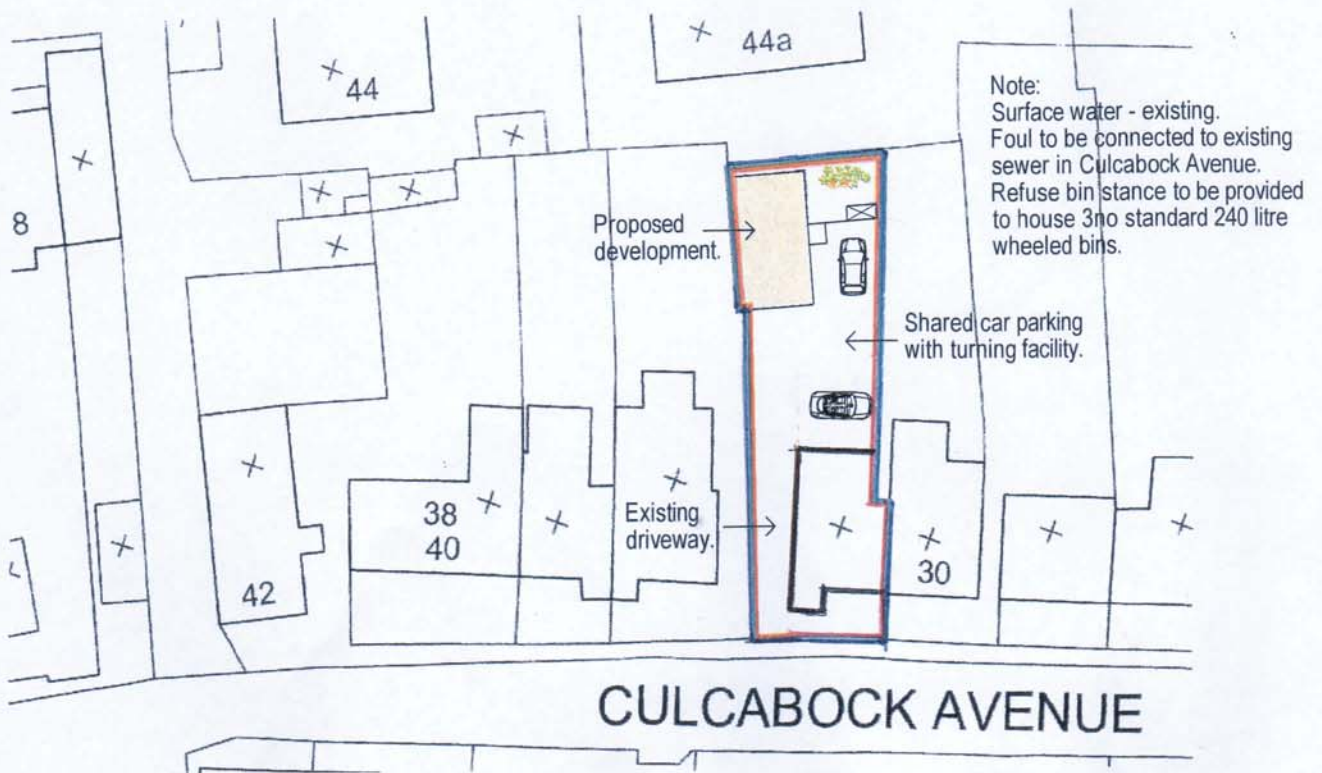 44
44a
Note:
Surface water - existing.
Foul to be connected to existing
sewer in Culcabock Avenue.
Refuse bin stance to be provided
to house 3no standard 240 litre
wheeled bins.
8
Proposed
development.
Shared car parking
with turning facility.
38
40
Existing
driveway.
42
30
CULCABOCK AVENUE